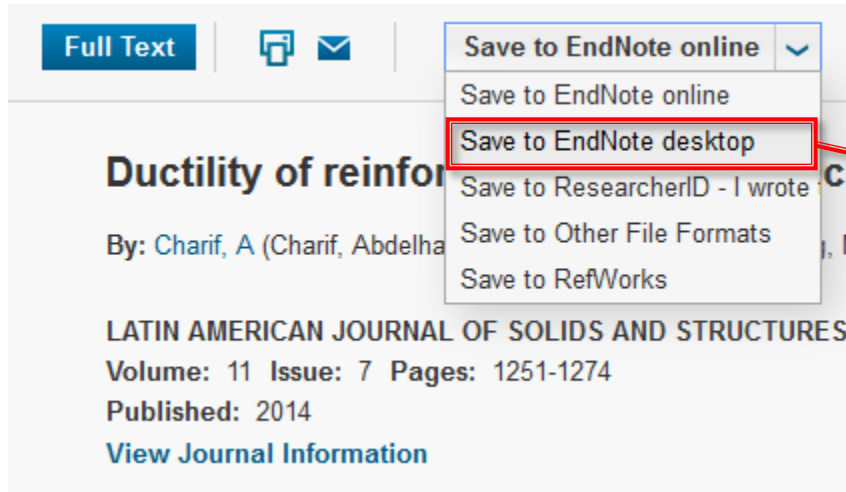 Full Text
Save to EndNote online
Save to EndNote online
Save to EndNote desktop
Save to ResearcherID - I wrote
Save to Other File Formats
Save to RefWorks
Ductility of
By: Charif, A (Charif,
LATIN AMERICAN JOURNAL OF SOLIDS AND STRUCTURES
Volume: 11 Issue: 7 Pages: 1251-1274
Published: 2014
View Journal Information